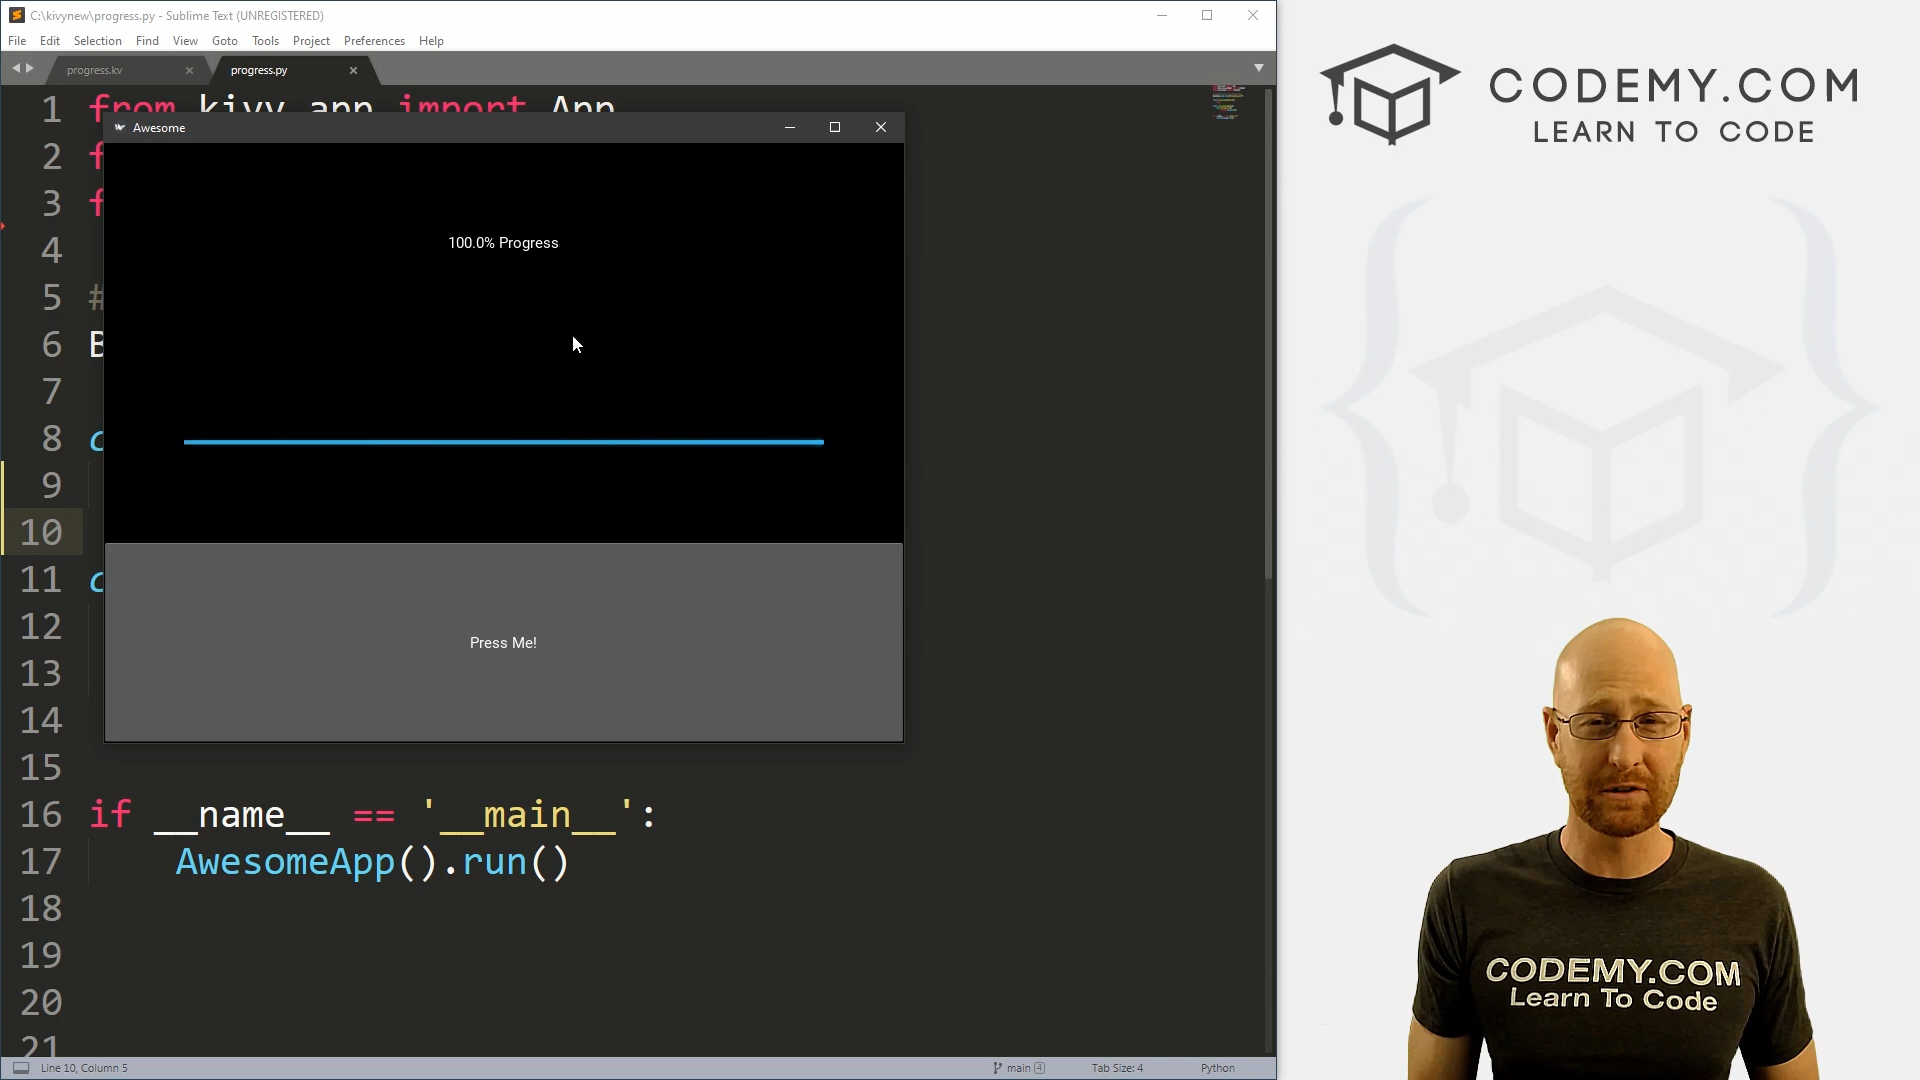 C:\kivynew\progress.py - Sublime Text (UNREGISTERED)
File Edit Selection Find View Goto Tools Project Preferences Help
progress.kv
progress.py
1 from kivy.app import App
2 f
3 f
4
5 #
6 B
7
8 c
9
10
11 c
12
13
14
15
16 if __name__ == '__main__':
17 AwesomeApp().run()
18
19
20
21
Awesome
100.0% Progress
Press Me!
Line 10, Column 5
main 4
Tab Size: 4
Python
CODEMY.COM
LEARN TO CODE
CODEMY.COM
Learn To Code